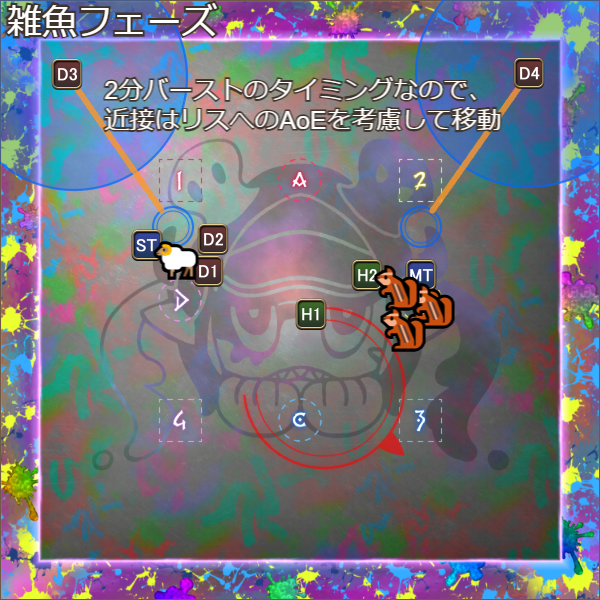 雑魚フェーズ
D3
D4
2分バーストのタイミングなので、
近接はリスへのAoEを考慮して移動
1
A
2
ST
D2
D1
H2
MT
D
H1
4
C
3